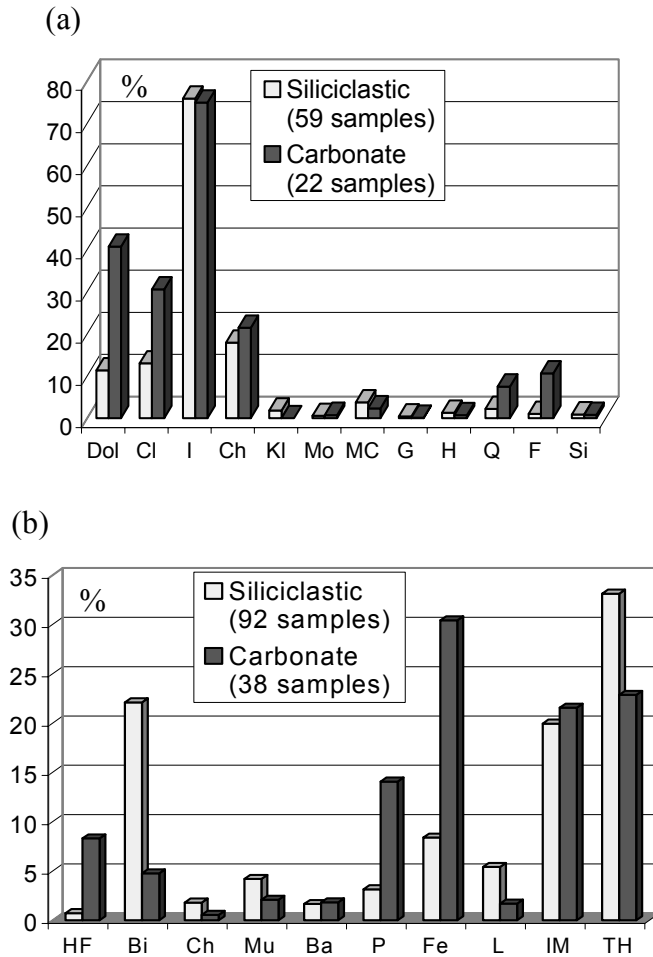 (a)
80
70
60
50
40
30
20
10
0
%
Siliciclastic
(59 samples)
Carbonate
(22 samples)
Dol Cl I Ch Kl Mo MC G H Q F Si
(b)
35
30
25
20
15
10
5
0
%
Siliciclastic
(92 samples)
Carbonate
(38 samples)
HF Bi Ch Mu Ba P Fe L IM TH